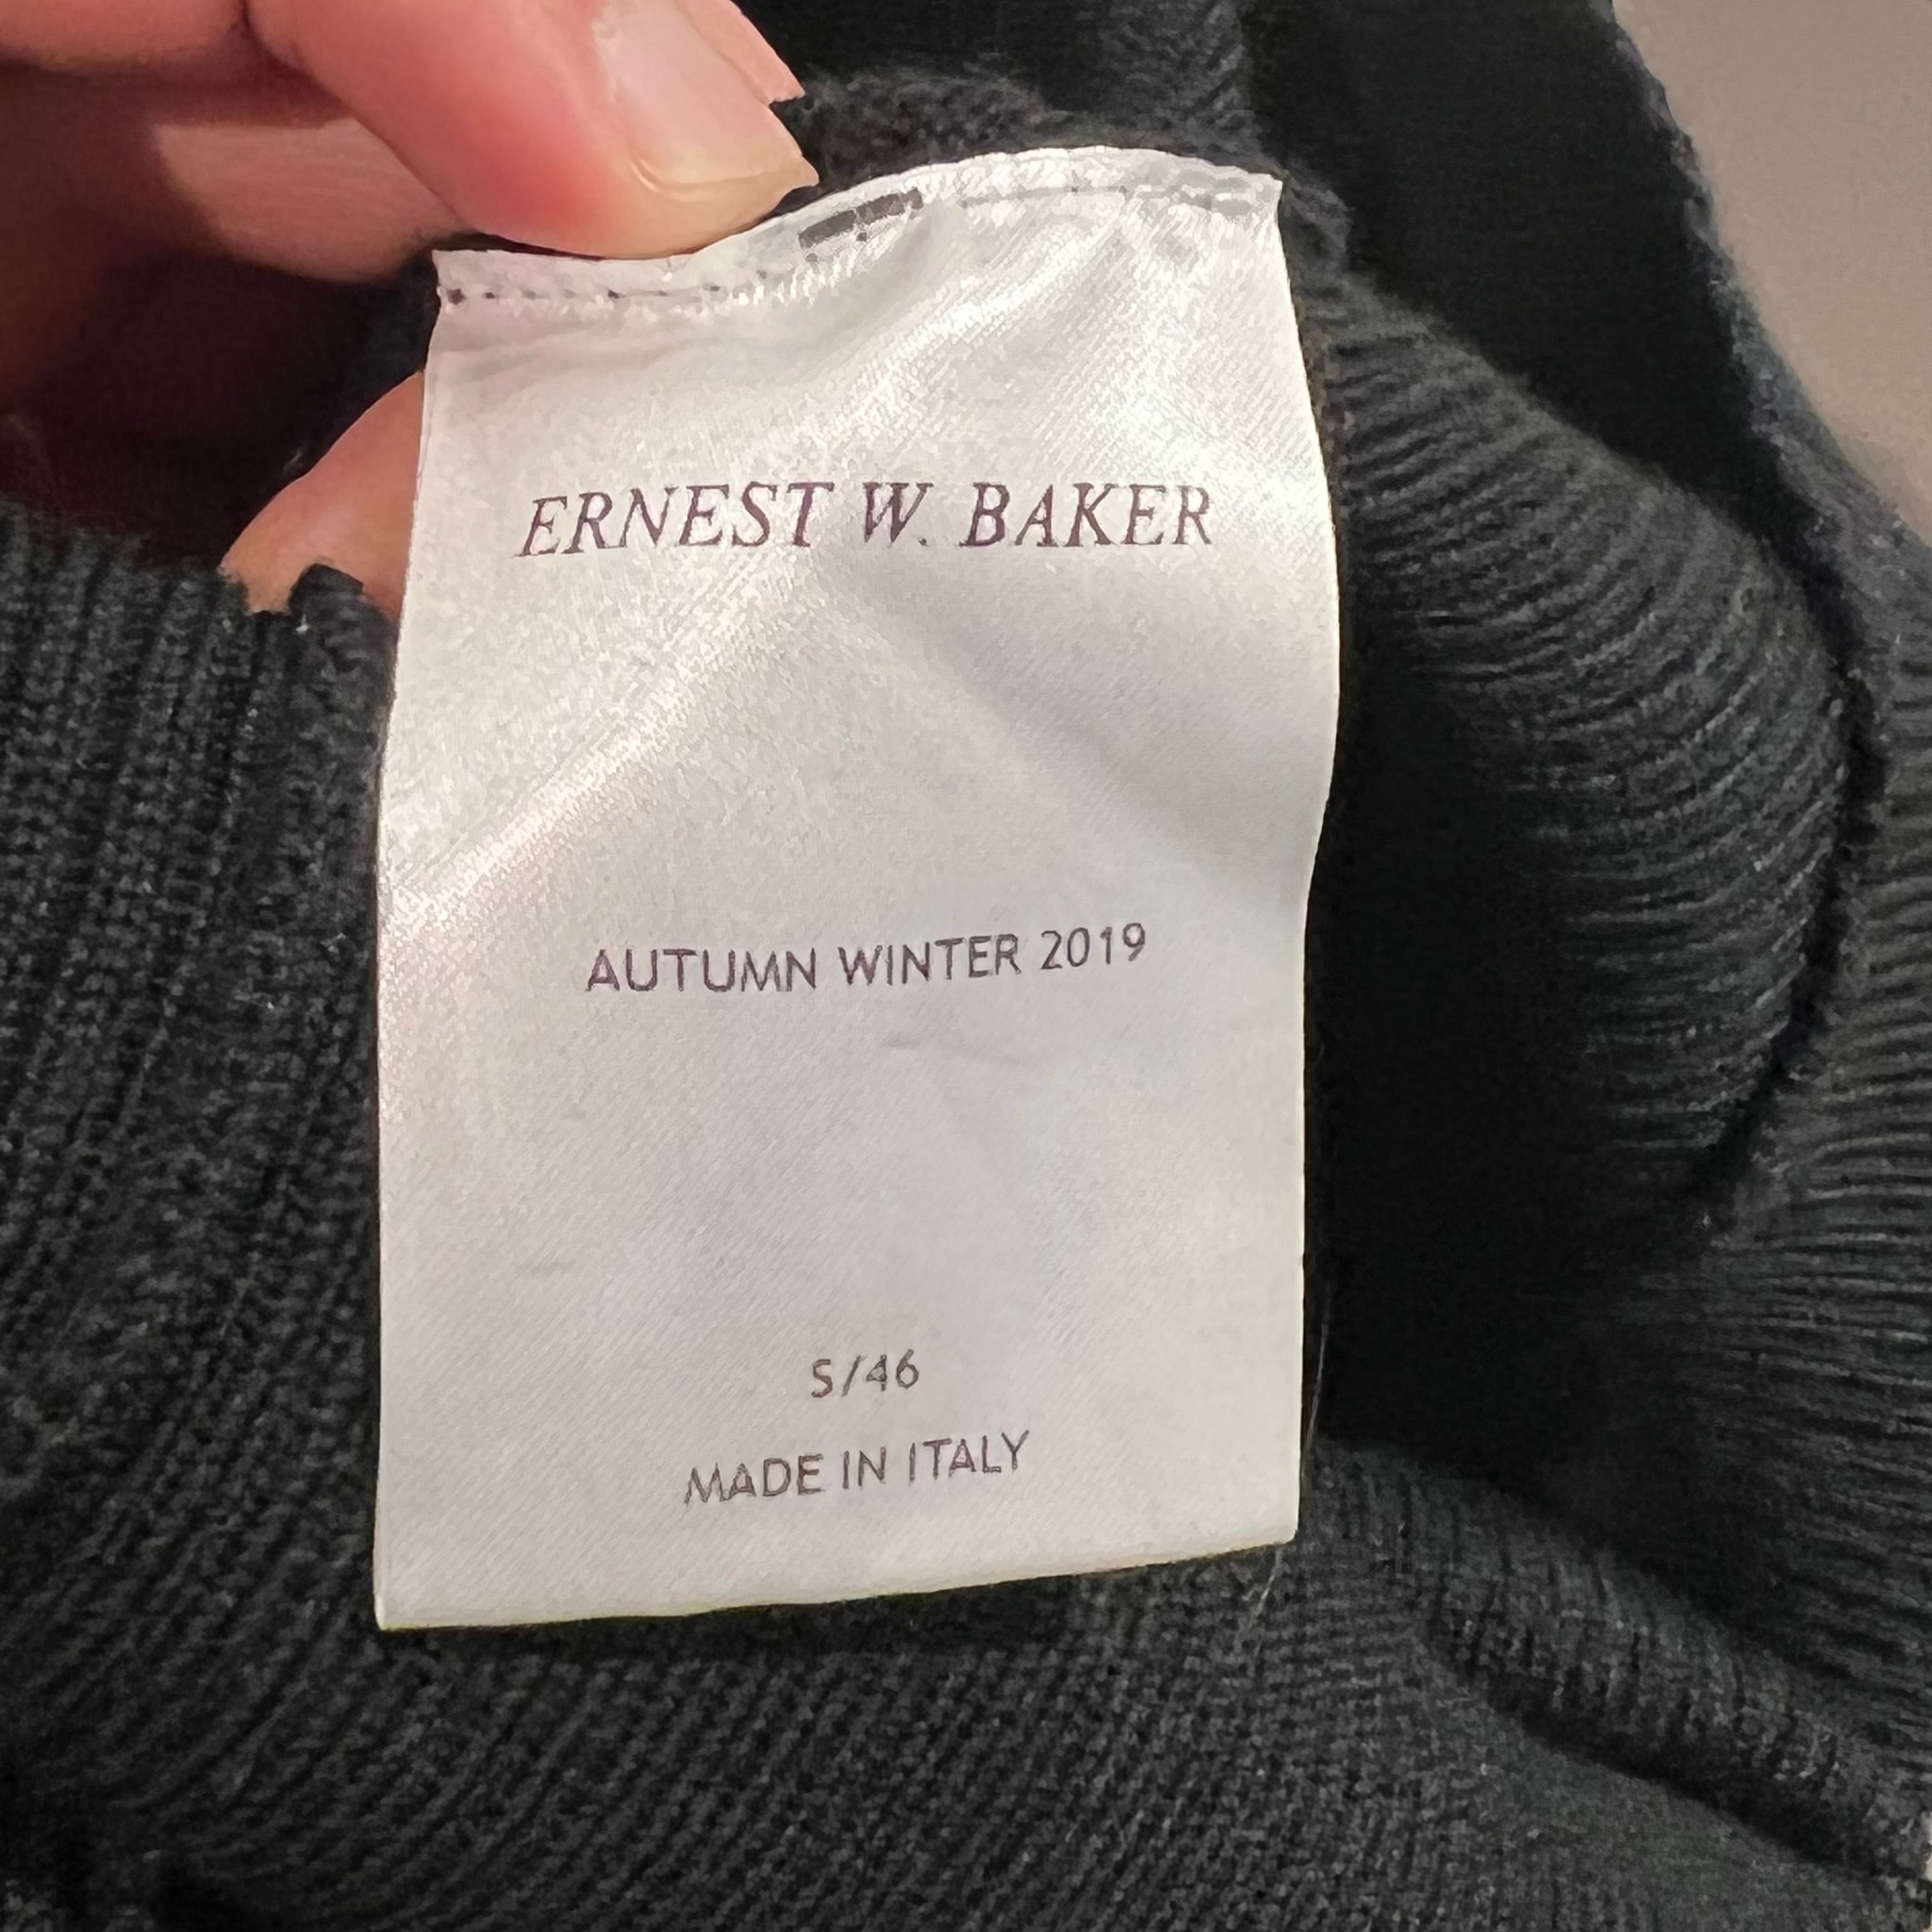 ERNEST W. BAKER
AUTUMN WINTER 2019
S/46
MADE IN ITALY